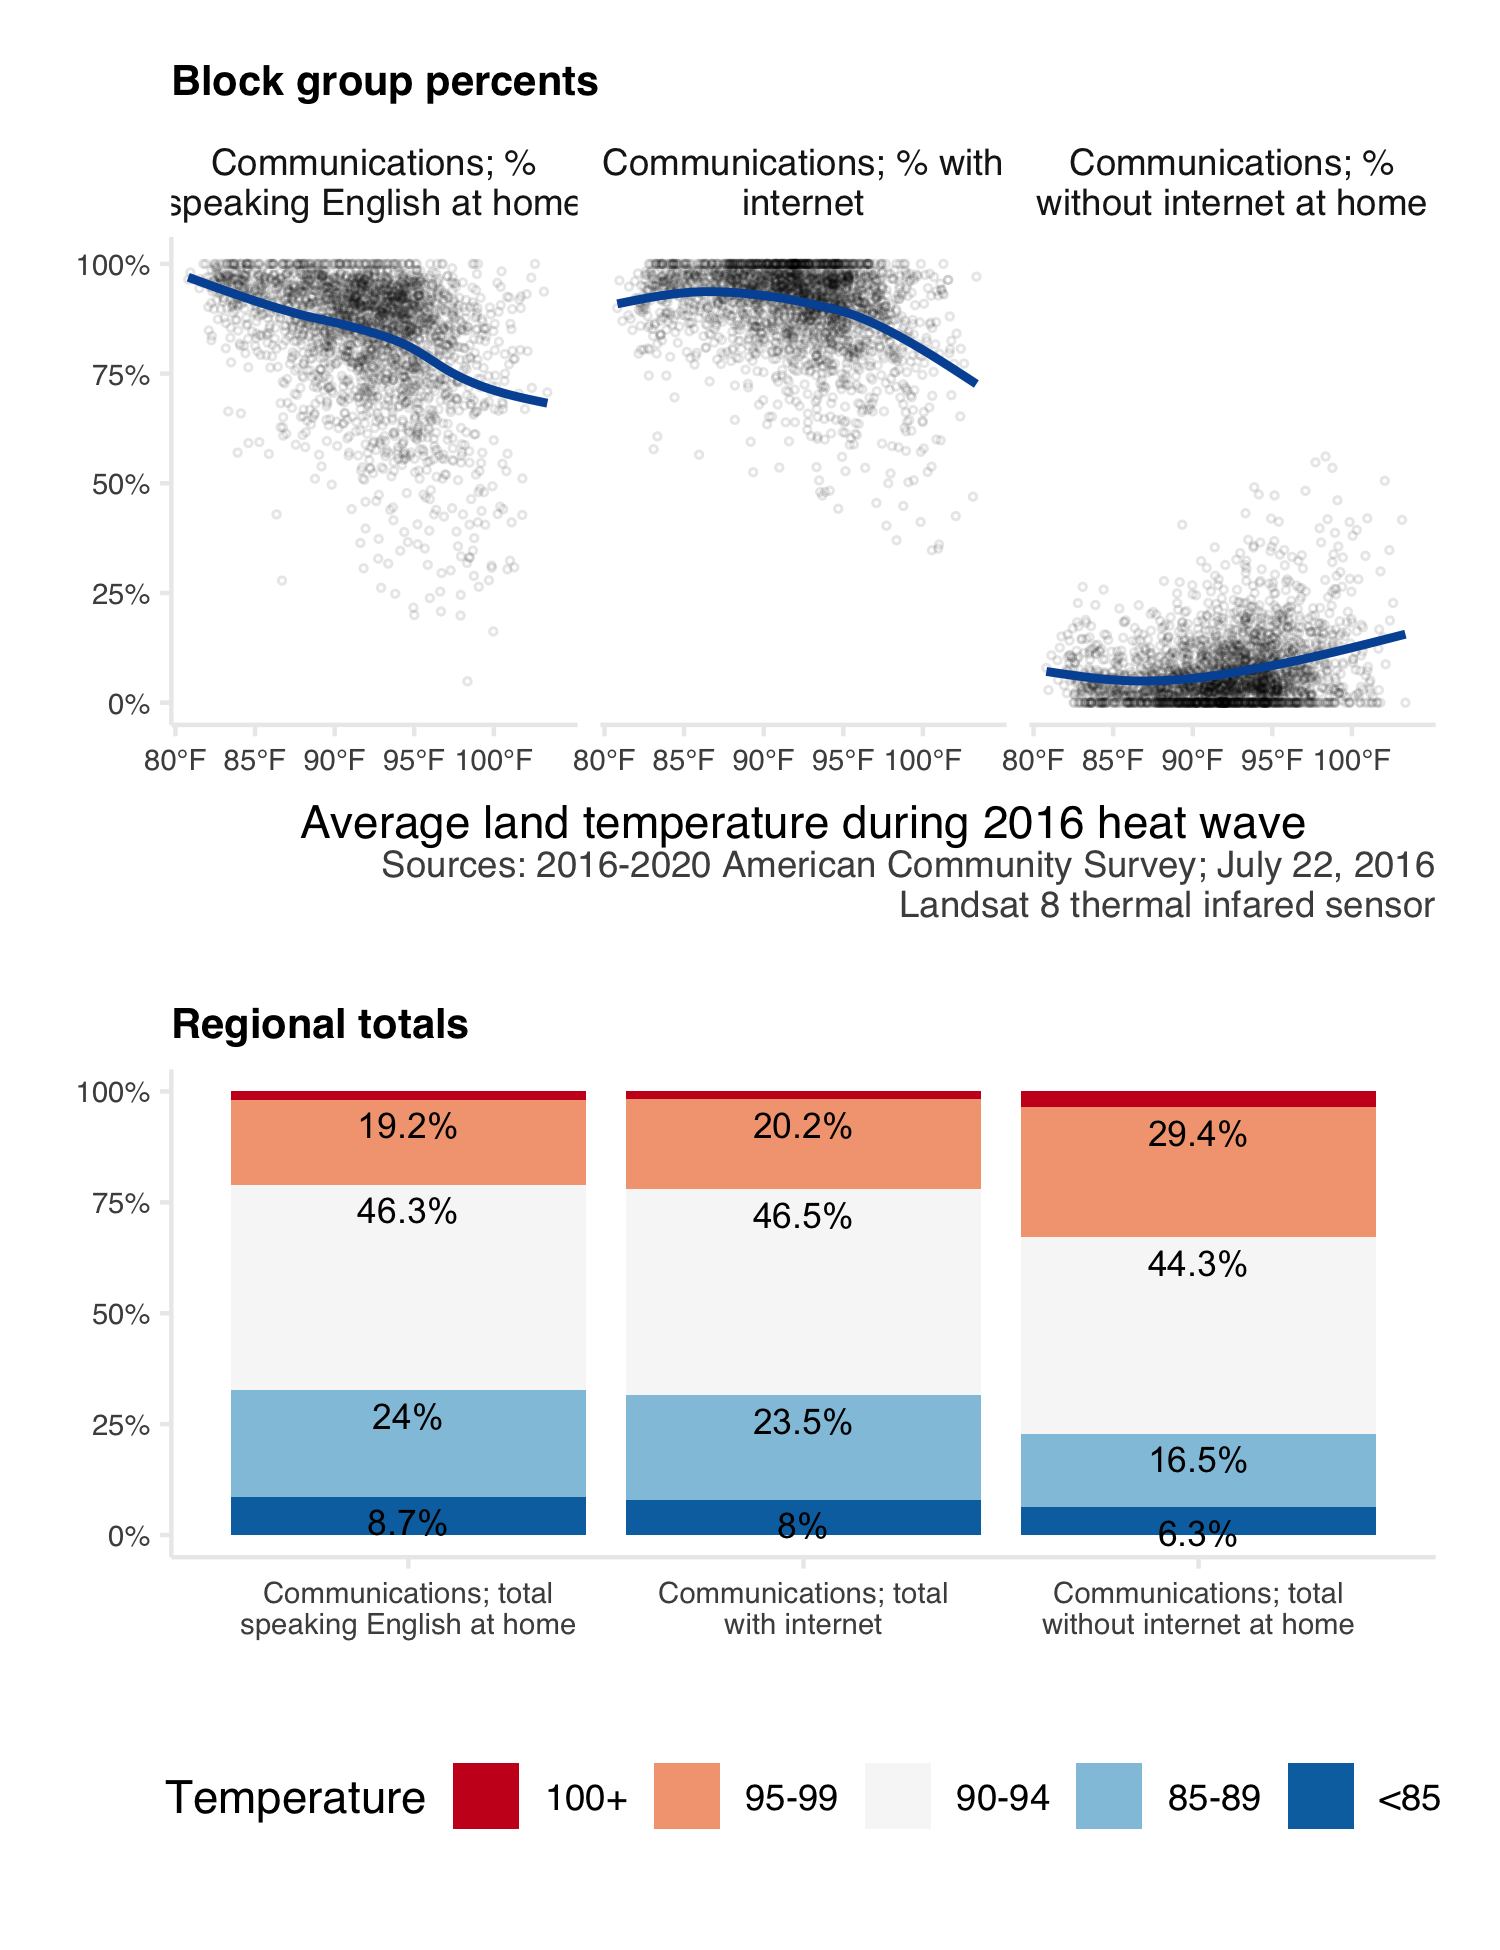 Block group percents
Communications; %
speaking English at home
Communications; % with
internet
Communications; %
without internet at home
100%
75%
50%
25%
0%
80°F 85°F 90°F 95°F 100°F
80°F 85°F 90°F 95°F 100°F
80°F 85°F 90°F 95°F 100°F
Average land temperature during 2016 heat wave
Sources: 2016-2020 American Community Survey; July 22, 2016
Landsat 8 thermal infared sensor
Regional totals
100%
75%
50%
25%
0%
19.2%
46.3%
24%
8.7%
20.2%
46.5%
23.5%
8%
29.4%
44.3%
16.5%
6.3%
Communications; total
speaking English at home
Communications; total
with internet
Communications; total
without internet at home
Temperature 100+ 95-99 90-94 85-89 <85